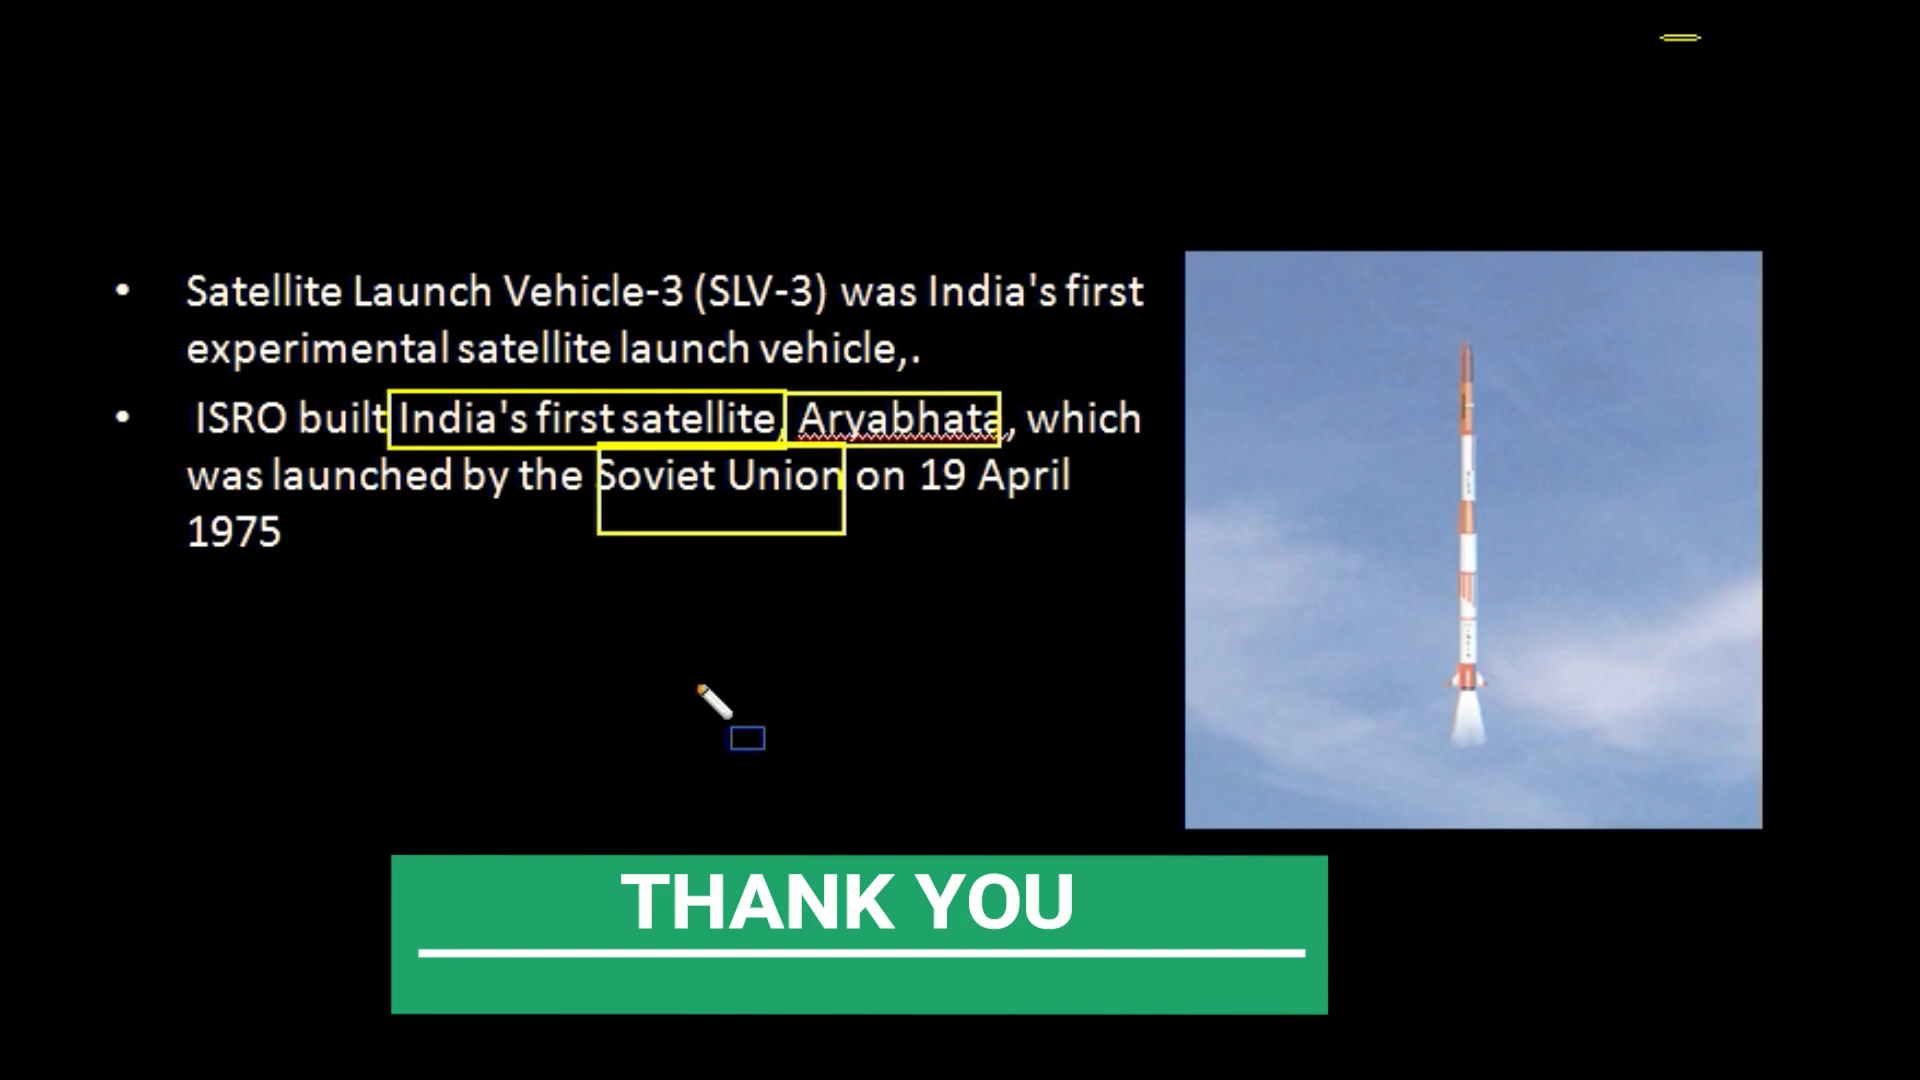 • Satellite Launch Vehicle-3 (SLV-3) was India's first
experimental satellite launch vehicle,.
• ISRO built India's first satellite, Aryabhata, which
was launched by the Soviet Union on 19 April
1975
THANK YOU